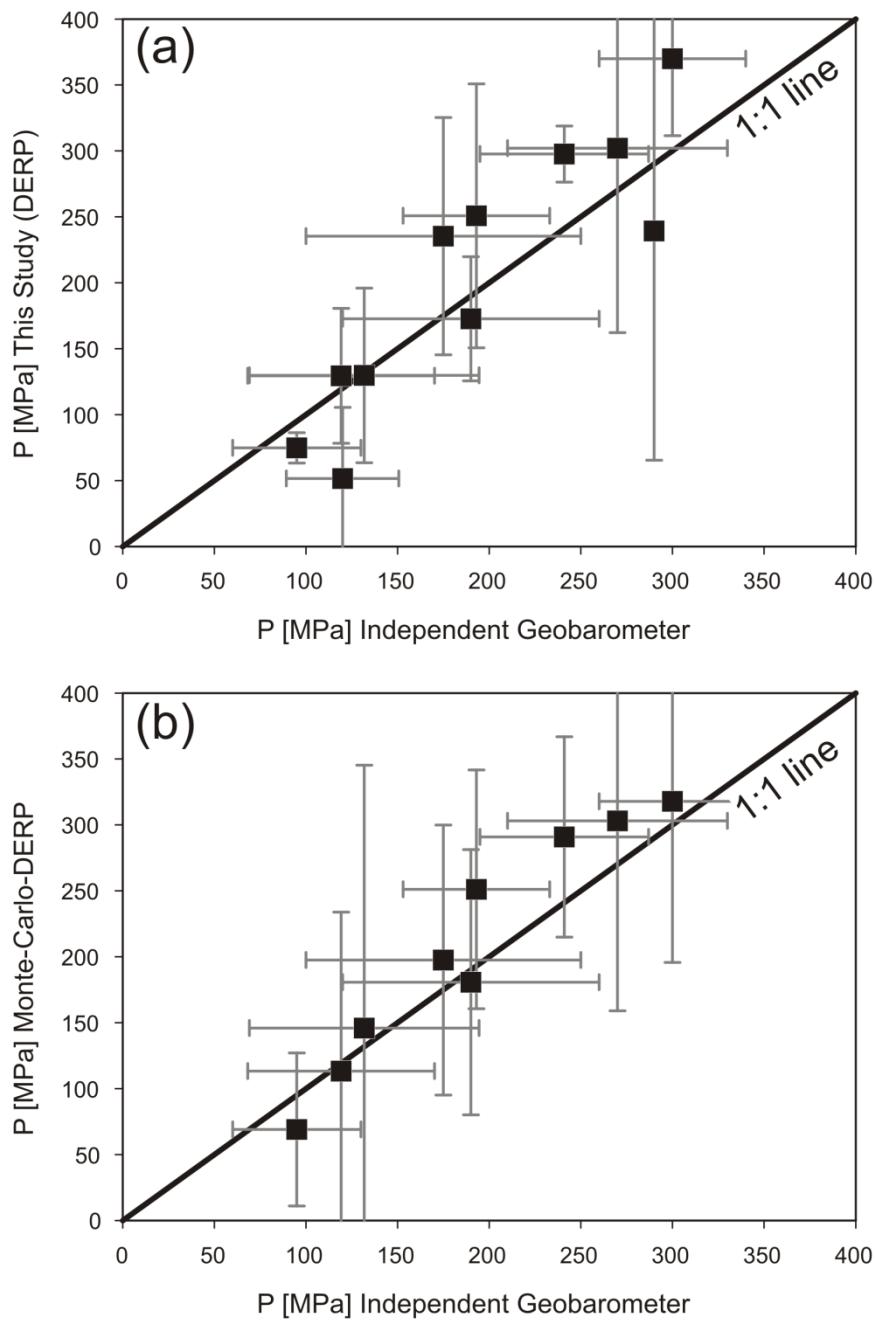 (a)
400
350
300
250
200
150
100
50
0
P [MPa] This Study (DERP)
1:1 line
0 50 100 150 200 250 300 350 400
P [MPa] Independent Geobarometer
(b)
400
350
300
250
200
150
100
50
0
P [MPa] Monte-Carlo-DERP
1:1 line
0 50 100 150 200 250 300 350 400
P [MPa] Independent Geobarometer